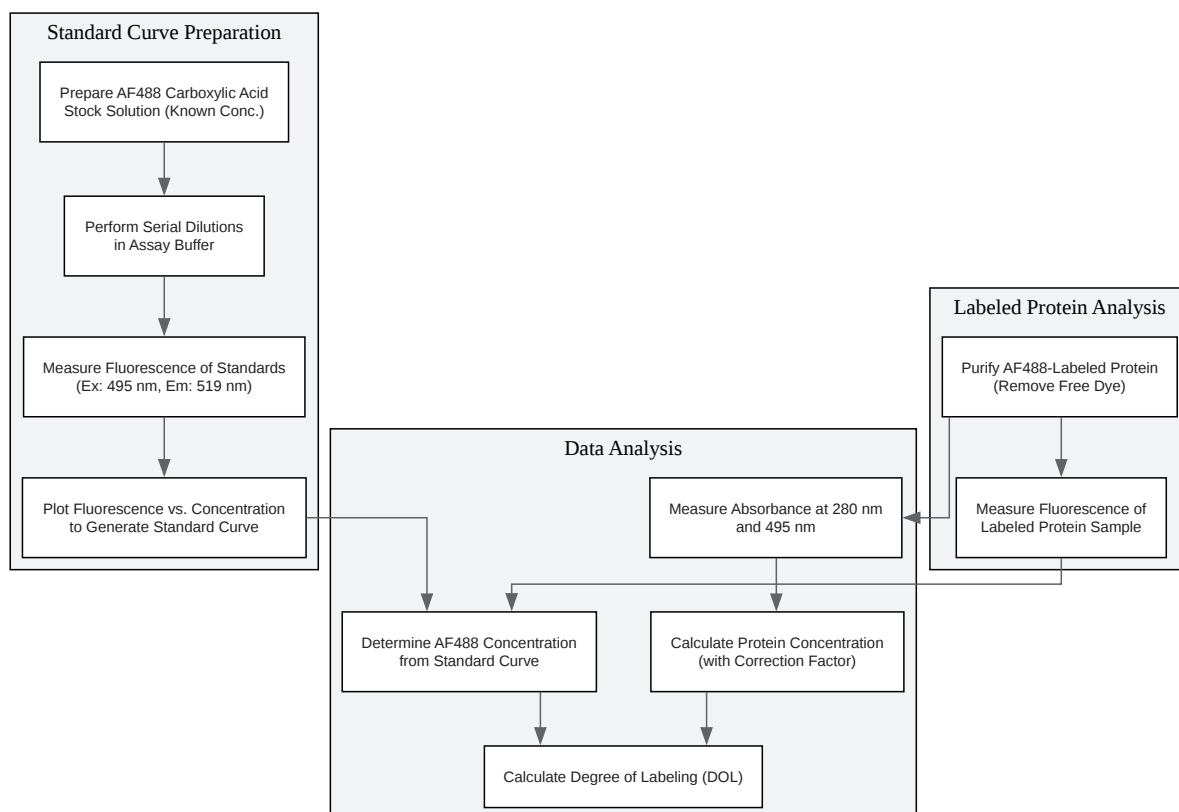 Standard Curve Preparation
Prepare AF488 Carboxylic Acid
Stock Solution (Known Conc.)
Perform Serial Dilutions
in Assay Buffer
Measure Fluorescence of Standards
(Ex: 495 nm, Em: 519 nm)
Plot Fluorescence vs. Concentration
to Generate Standard Curve
Labeled Protein Analysis
Purify AF488-Labeled Protein
(Remove Free Dye)
Measure Fluorescence of
Labeled Protein Sample
Data Analysis
Measure Absorbance at 280 nm
and 495 nm
Determine AF488 Concentration
from Standard Curve
Calculate Protein Concentration
(with Correction Factor)
Calculate Degree of Labeling (DOL)